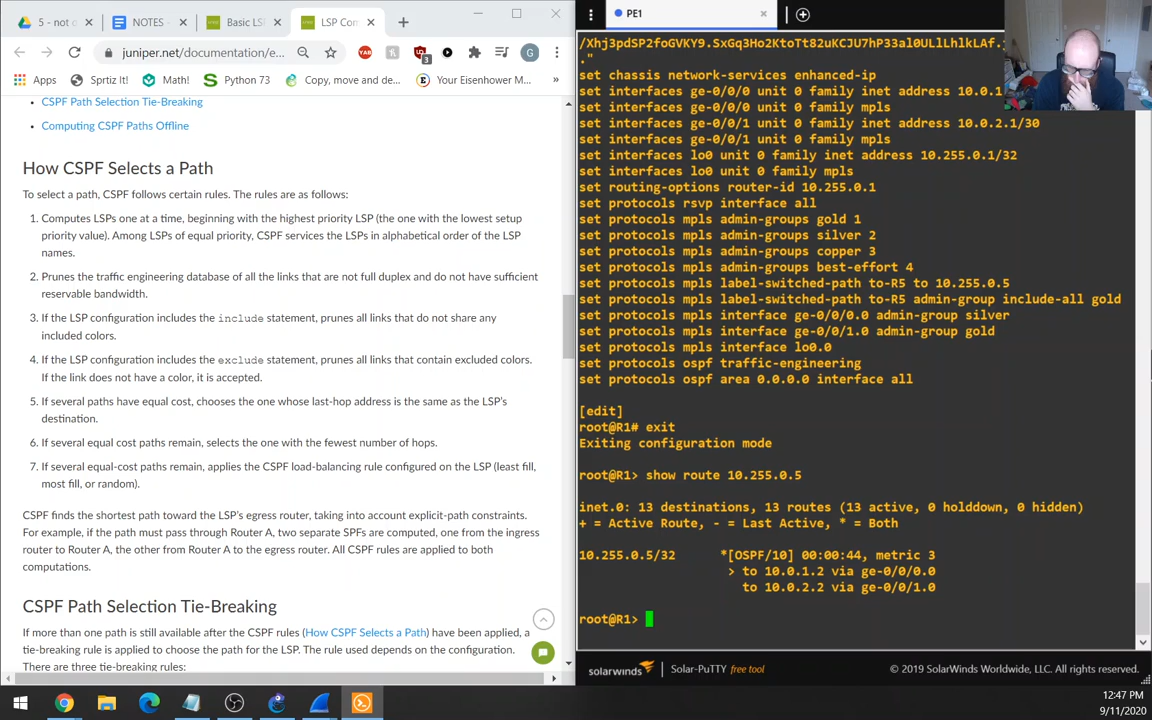 5 - not d
NOTES -
Basic LS
LSP Com
PE1
juniper.net/documentation/e...
Apps
Sprtiz It!
Math!
Python 73
Copy, move and de...
Your Eisenhower M...
YAB
3
G
CSPF Path Selection Tie-Breaking
Computing CSPF Paths Offline
How CSPF Selects a Path
To select a path, CSPF follows certain rules. The rules are as follows:
1. Computes LSPs one at a time, beginning with the highest priority LSP (the one with the lowest setup
priority value). Among LSPs of equal priority, CSPF services the LSPs in alphabetical order of the LSP
names.
2. Prunes the traffic engineering database of all the links that are not full duplex and do not have sufficient
reservable bandwidth.
3. If the LSP configuration includes the include statement, prunes all links that do not share any
included colors.
4. If the LSP configuration includes the exclude statement, prunes all links that contain excluded colors.
If the link does not have a color, it is accepted.
5. If several paths have equal cost, chooses the one whose last-hop address is the same as the LSP's
destination.
6. If several equal cost paths remain, selects the one with the fewest number of hops.
7. If several equal-cost paths remain, applies the CSPF load-balancing rule configured on the LSP (least fill,
most fill, or random).
CSPF finds the shortest path toward the LSP's egress router, taking into account explicit-path constraints.
For example, if the path must pass through Router A, two separate SPFs are computed, one from the ingress
router to Router A, the other from Router A to the egress router. All CSPF rules are applied to both
computations.
CSPF Path Selection Tie-Breaking
If more than one path is still available after the CSPF rules (How CSPF Selects a Path) have been applied, a
tie-breaking rule is applied to choose the path for the LSP. The rule used depends on the configuration.
There are three tie-breaking rules:
."
set chassis network-services enhanced-ip
set interfaces ge-0/0/0 unit 0 family inet address 10.0.1
set interfaces ge-0/0/0 unit 0 family mpls
set interfaces ge-0/0/1 unit 0 family inet address 10.0.2.1/30
set interfaces ge-0/0/1 unit 0 family mpls
set interfaces lo0 unit 0 family inet address 10.255.0.1/32
set interfaces lo0 unit 0 family mpls
set routing-options router-id 10.255.0.1
set protocols rsvp interface all
set protocols mpls admin-groups gold 1
set protocols mpls admin-groups silver 2
set protocols mpls admin-groups copper 3
set protocols mpls admin-groups best-effort 4
set protocols mpls label-switched-path to-R5 to 10.255.0.5
set protocols mpls label-switched-path to-R5 admin-group include-all gold
set protocols mpls interface ge-0/0/0.0 admin-group silver
set protocols mpls interface ge-0/0/1.0 admin-group gold
set protocols mpls interface lo0.0
set protocols ospf traffic-engineering
set protocols ospf area 0.0.0.0 interface all
[edit]
root@R1# exit
Exiting configuration mode
root@R1> show route 10.255.0.5
inet.0: 13 destinations, 13 routes (13 active, 0 holddown, 0 hidden)
+ = Active Route, - = Last Active, * = Both
10.255.0.5/32 *[OSPF/10] 00:00:44, metric 3
> to 10.0.1.2 via ge-0/0/0.0
to 10.0.2.2 via ge-0/0/1.0
root@R1>
solarwinds
Solar-PuTTY free tool
© 2019 SolarWinds Worldwide, LLC. All rights reserved.
12:47 PM
9/11/2020